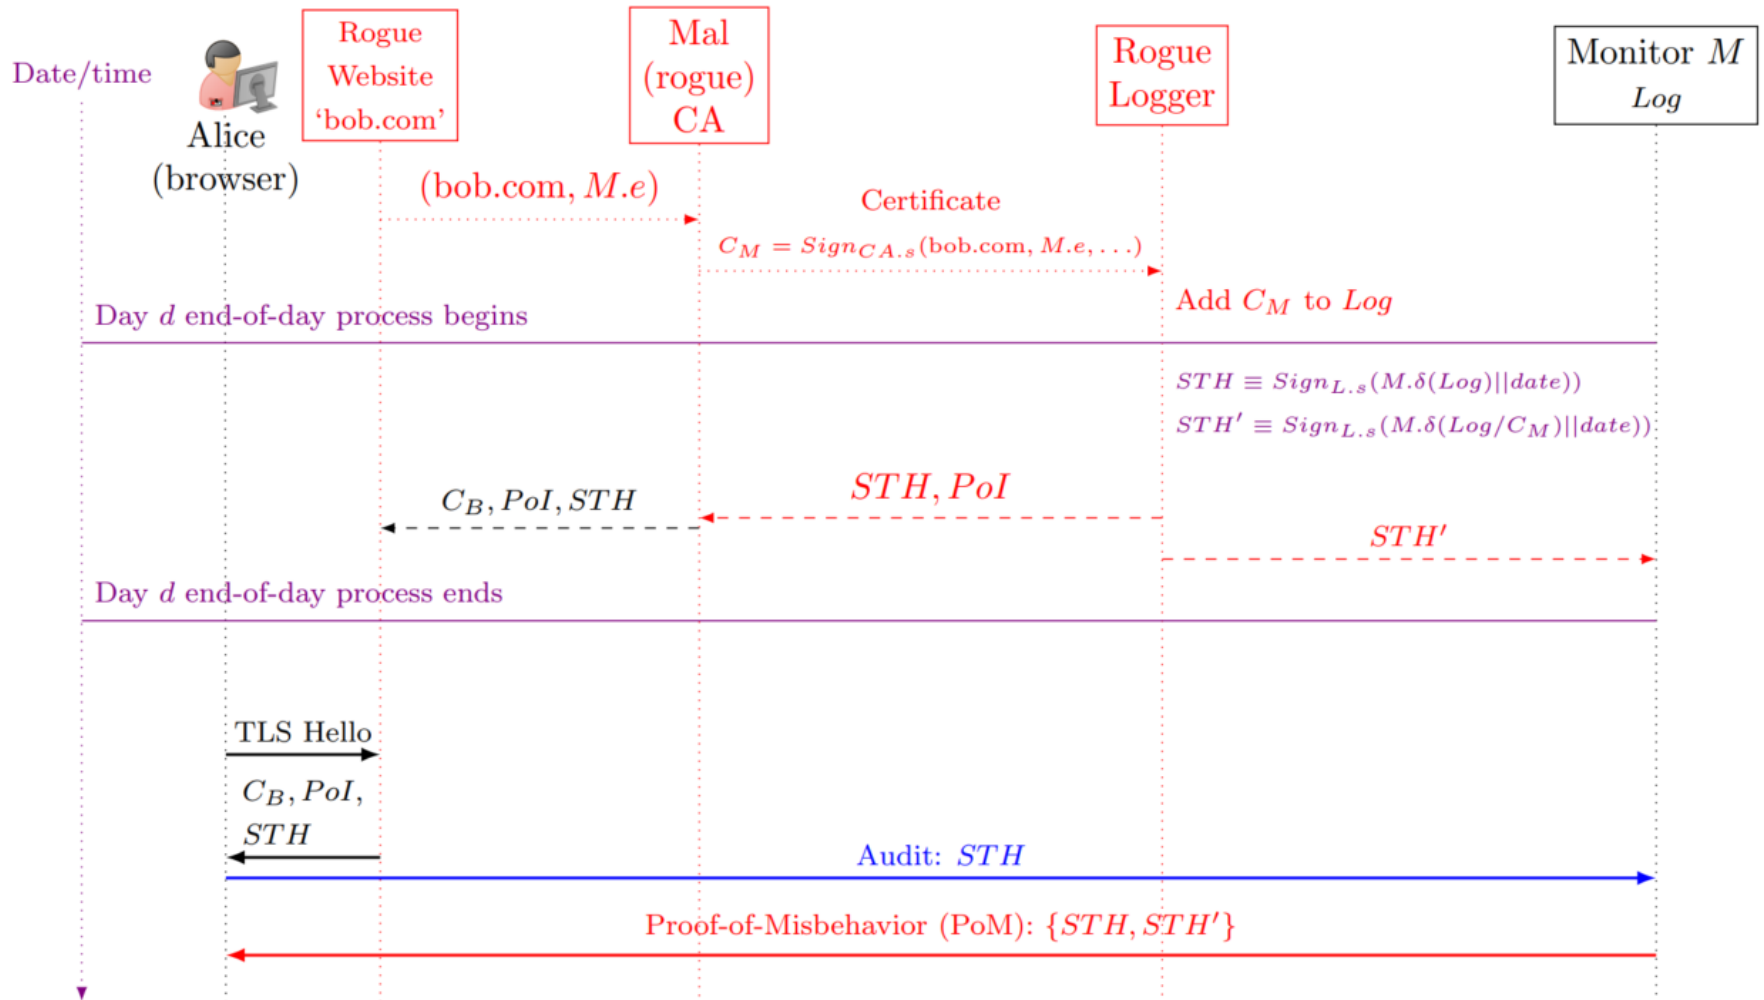 Date/time
Alice
(browser)
Rogue
Website
‘bob.com’
Mal
(rogue)
CA
Rogue
Logger
Monitor M
Log
(bob.com, M.e)
Certificate
C_M = Sign_{CA.s}(bob.com, M.e, . . .)
Add C_M to Log
Day d end-of-day process begins
STH ≡ Sign_{L.s}(M.δ(Log)||date))
STH′ ≡ Sign_{L.s}(M.δ(Log/C_M)||date))
STH, PoI
C_B, PoI, STH
STH′
Day d end-of-day process ends
TLS Hello
C_B, PoI,
STH
Audit: STH
Proof-of-Misbehavior (PoM): {STH, STH′}